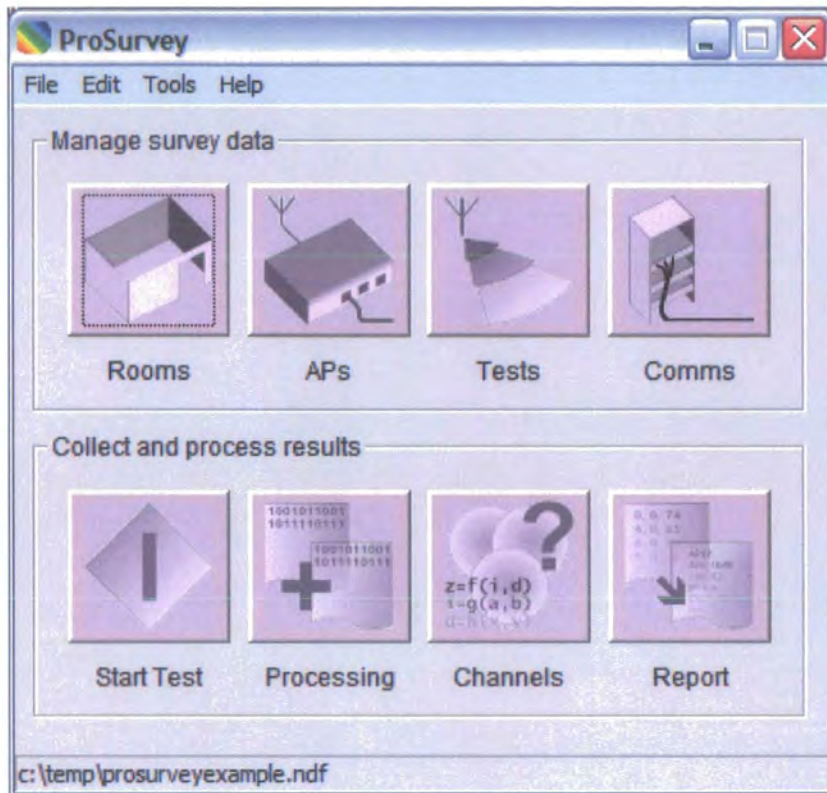 ProSurvey
File Edit Tools Help
Manage survey data
Rooms APs Tests Comms
Collect and process results
1001011001
1011110113
1001011001
1011110111
z=f(i,d)
i=g(a,b)
Start Test Processing Channels Report
c:\temp\prosurveyexample.ndf